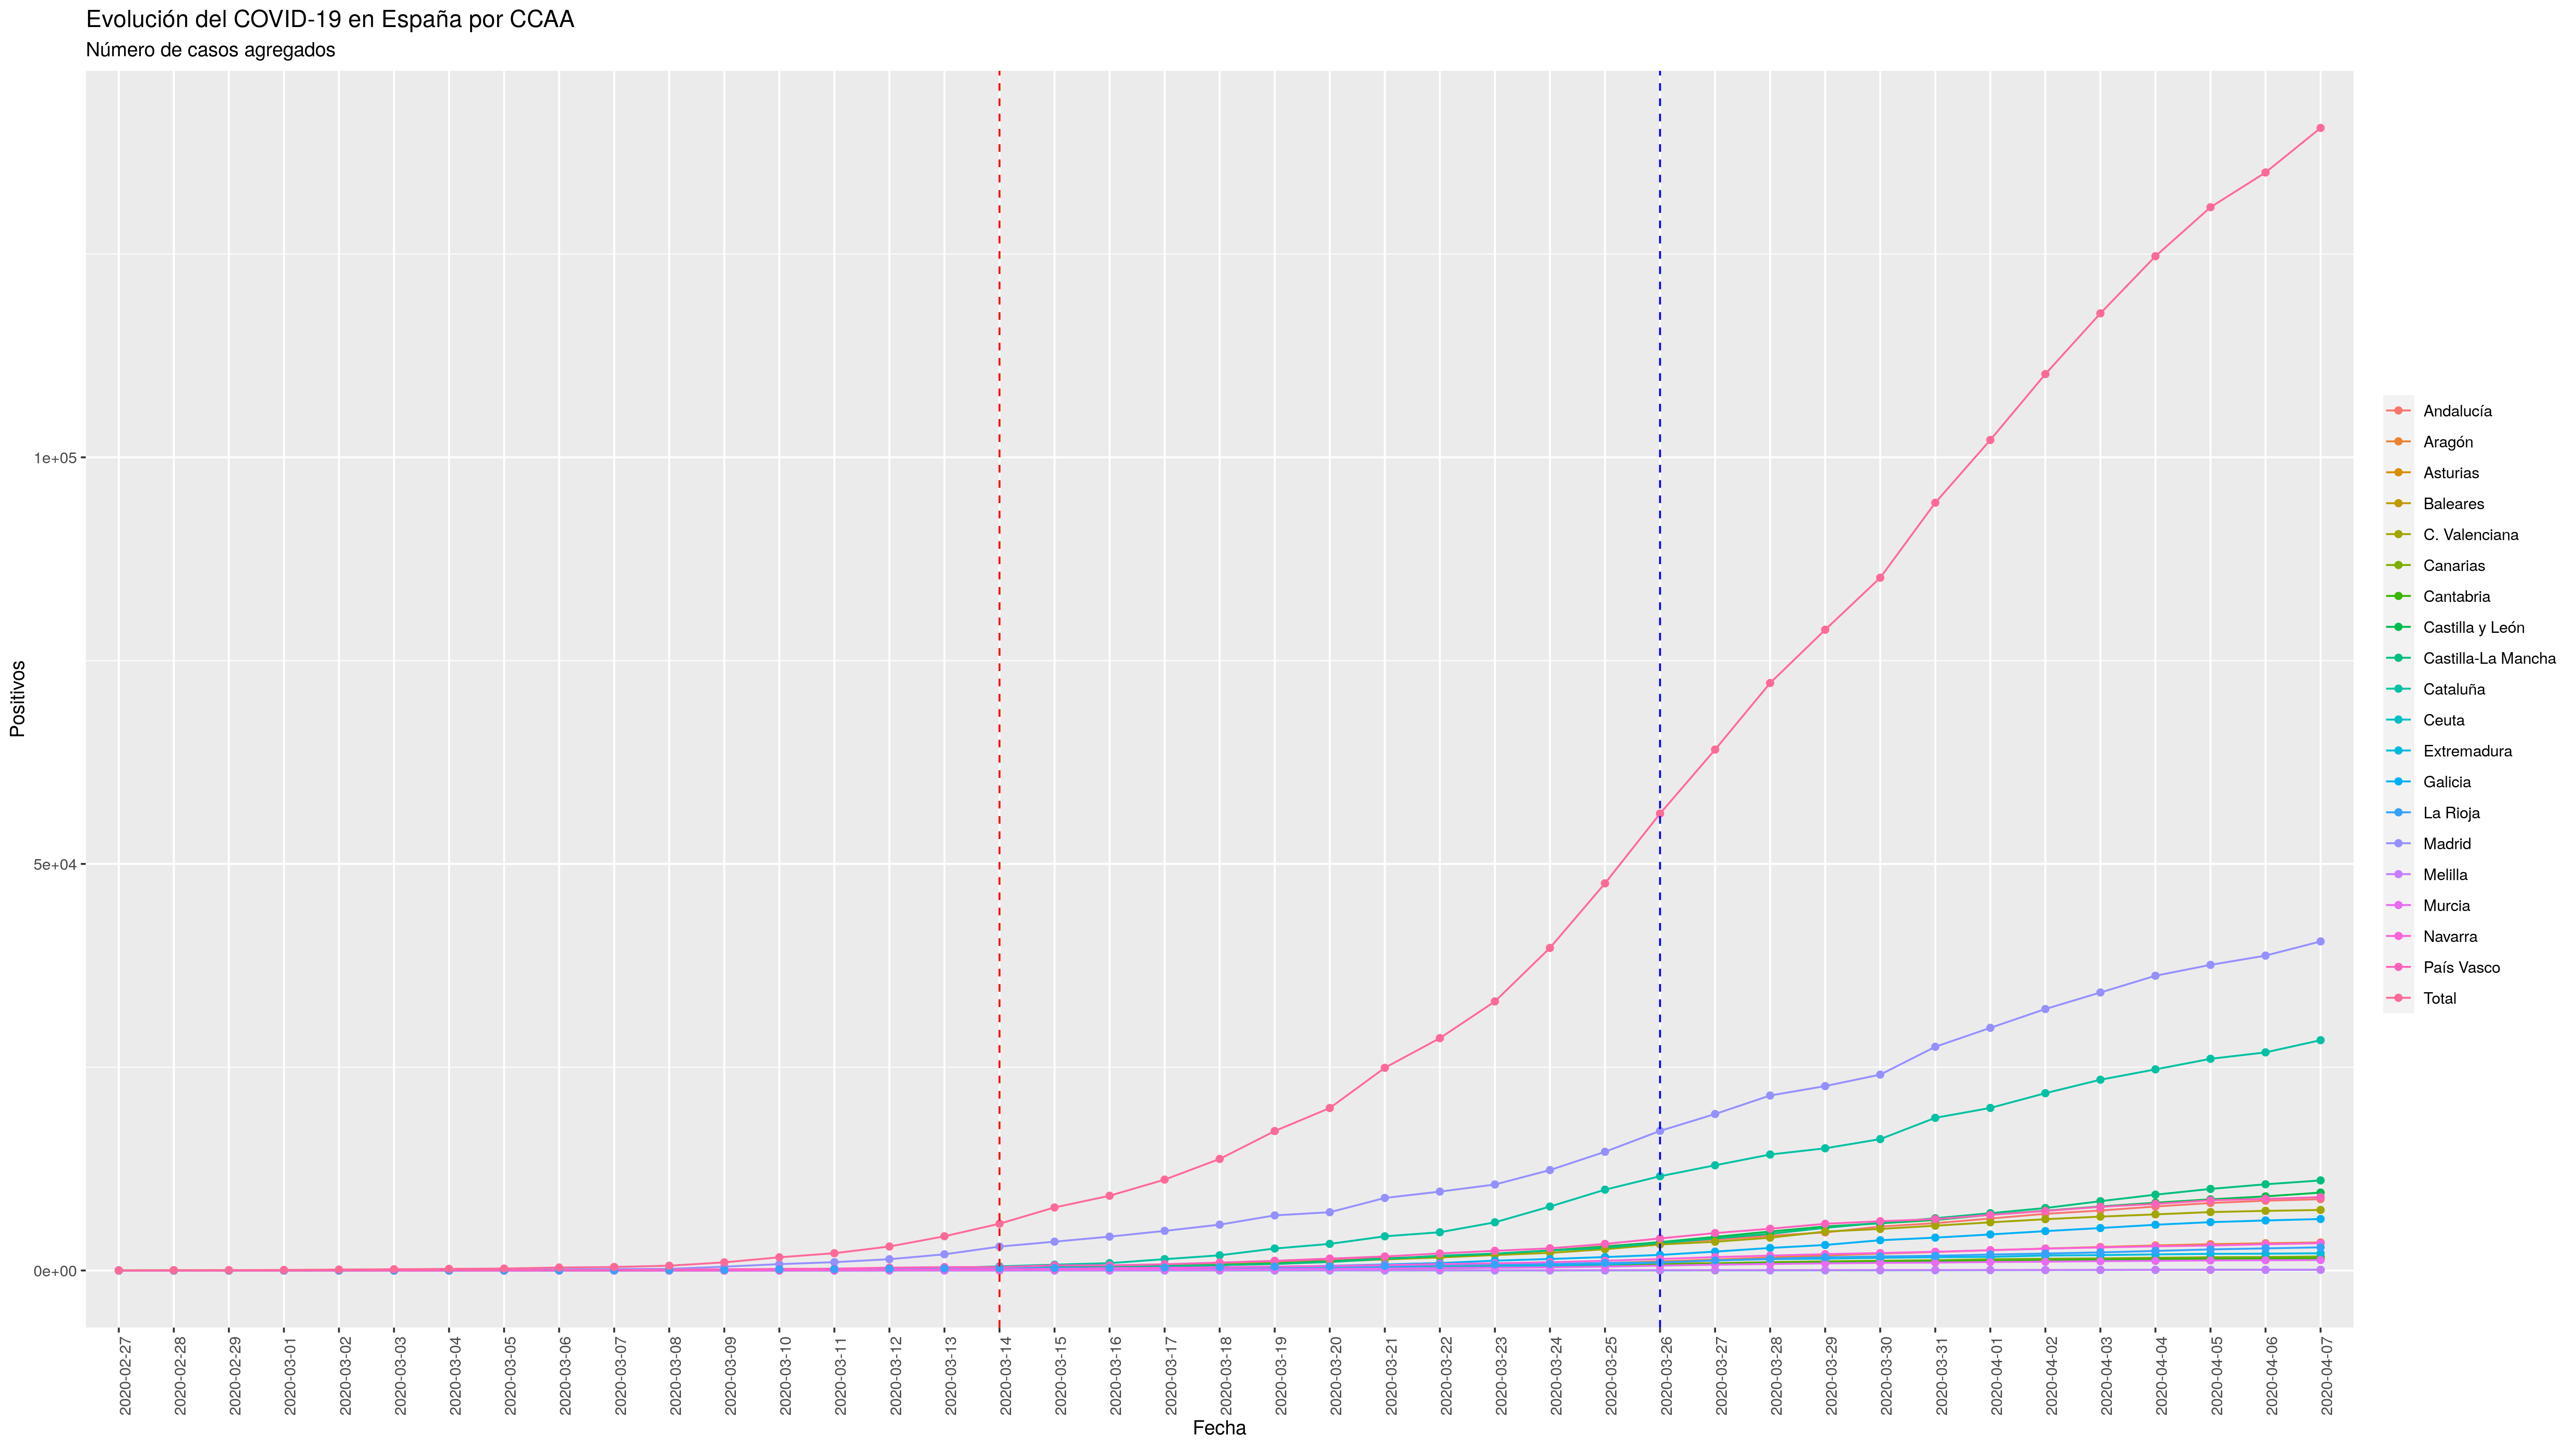 Evolución del COVID-19 en España por CCAA
Número de casos agregados
Positivos
1e+05
5e+04
0e+00
2020-02-27
2020-02-28
2020-02-29
2020-03-01
2020-03-02
2020-03-03
2020-03-04
2020-03-05
2020-03-06
2020-03-07
2020-03-08
2020-03-09
2020-03-10
2020-03-11
2020-03-12
2020-03-13
2020-03-14
2020-03-15
2020-03-16
2020-03-17
2020-03-18
2020-03-19
2020-03-20
2020-03-21
2020-03-22
2020-03-23
2020-03-24
2020-03-25
2020-03-26
2020-03-27
2020-03-28
2020-03-29
2020-03-30
2020-03-31
2020-04-01
2020-04-02
2020-04-03
2020-04-04
2020-04-05
2020-04-06
2020-04-07
Fecha
Andalucía
Aragón
Asturias
Baleares
C. Valenciana
Canarias
Cantabria
Castilla y León
Castilla-La Mancha
Cataluña
Ceuta
Extremadura
Galicia
La Rioja
Madrid
Melilla
Murcia
Navarra
País Vasco
Total